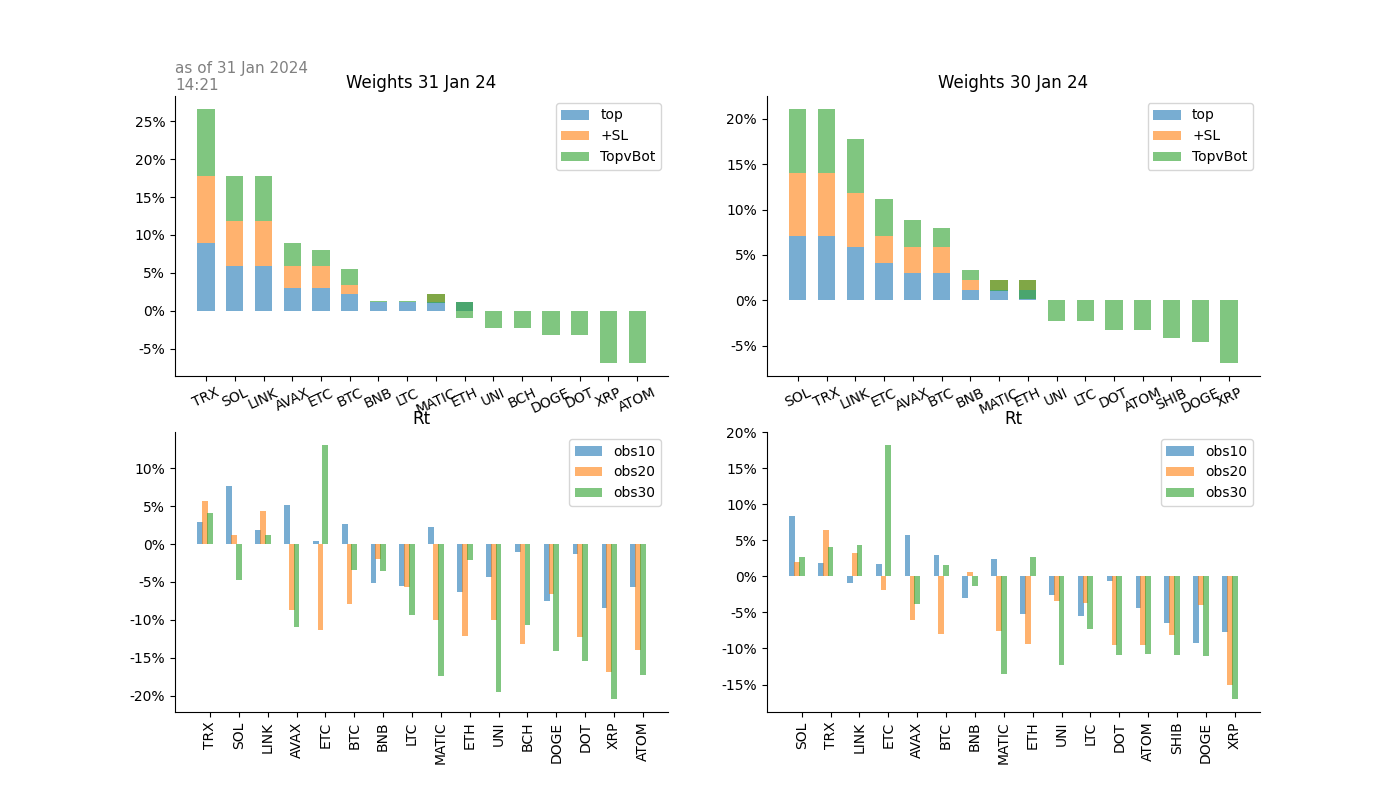 as of 31 Jan 2024
14:21
Weights 31 Jan 24
25%
20%
15%
10%
5%
0%
-5%
top
+SL
TopvBot
TRX SOL LINK AVAX ETC BTC BNB LTC MATIC ETH UNI BCH DOGE DOT XRP ATOM
Weights 30 Jan 24
20%
15%
10%
5%
0%
-5%
top
+SL
TopvBot
SOL TRX LINK ETC AVAX BTC BNB MATIC ETH UNI LTC DOT ATOM SHIB DOGE XRP
Rt
10%
5%
0%
-5%
-10%
-15%
-20%
obs10
obs20
obs30
TRX SOL LINK AVAX ETC BTC BNB LTC MATIC ETH UNI BCH DOGE DOT XRP ATOM
Rt
20%
15%
10%
5%
0%
-5%
-10%
-15%
obs10
obs20
obs30
SOL TRX LINK ETC AVAX BTC BNB MATIC ETH UNI LTC DOT ATOM SHIB DOGE XRP